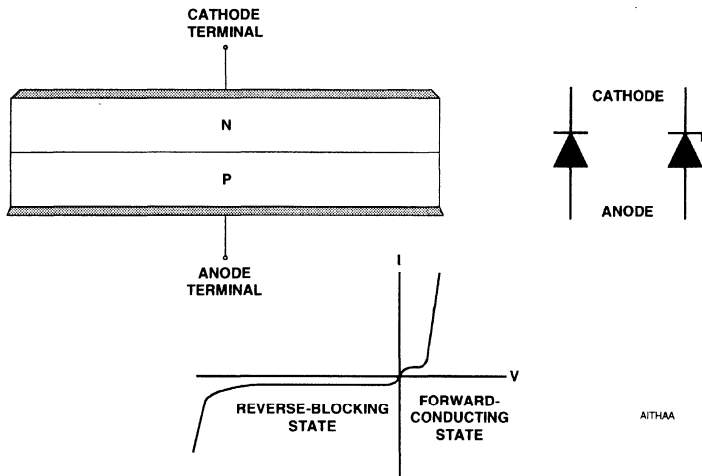 CATHODE
TERMINAL
N
P
ANODE
TERMINAL
CATHODE
ANODE
I
V
REVERSE-BLOCKING
STATE
FORWARD-
CONDUCTING
STATE
AITHAA